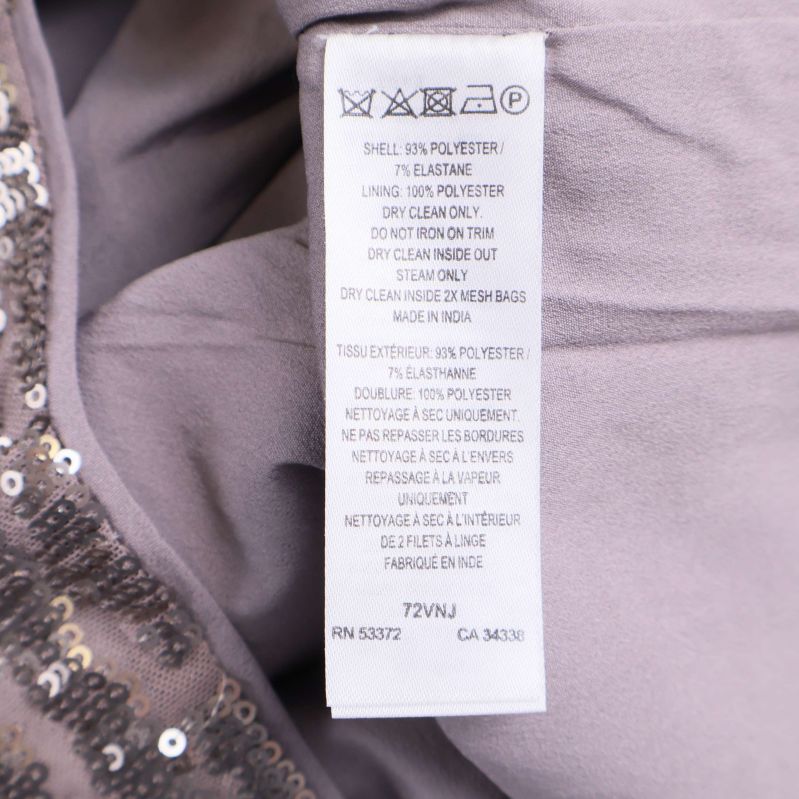 P
SHELL: 93% POLYESTER /
7% ELASTANE
LINING: 100% POLYESTER
DRY CLEAN ONLY.
DO NOT IRON ON TRIM
DRY CLEAN INSIDE OUT
STEAM ONLY
DRY CLEAN INSIDE 2X MESH BAGS
MADE IN INDIA
TISSU EXTÉRIEUR: 93% POLYESTER /
7% ÉLASTHANNE
DOUBLURE: 100% POLYESTER
NETTOYAGE À SEC UNIQUEMENT.
NE PAS REPASSER LES BORDURES
NETTOYAGE À SEC À L'ENVERS
REPASSAGE À LA VAPEUR
UNIQUEMENT
NETTOYAGE À SEC À L'INTÉRIEUR
DE 2 FILETS À LINGE
FABRIQUÉ EN INDE
72VNJ
RN 53372 CA 34338